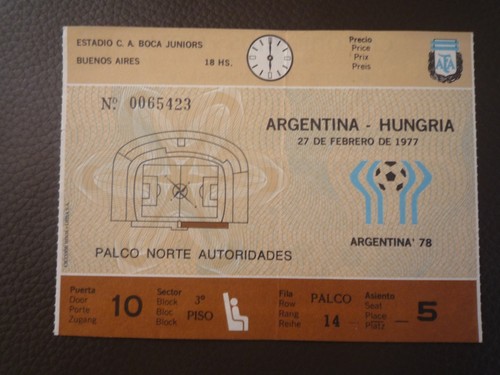 ESTADIO C. A. BOCA JUNIORS
BUENOS AIRES 18 HS.
Precio
Price
Prix
Preis
AFA
Nº 0065423
ARGENTINA - HUNGRIA
27 DE FEBRERO DE 1977
ARGENTINA' 78
PALCO NORTE AUTORIDADES
Puerta
Door
Porte
Zugang
10
Sector
Block
Bloc
Block
3º
PISO
Fila
Row
Rang
Reihe
PALCO
14
Asiento
Seat
Place
Platz
5